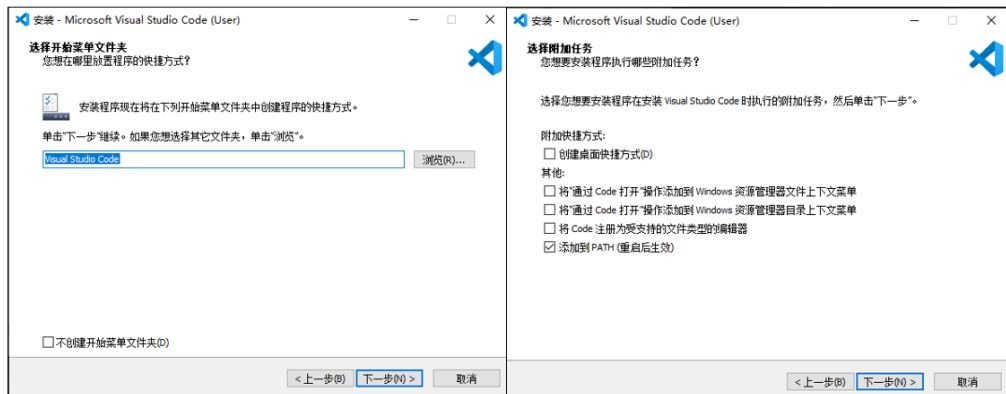 安装 - Microsoft Visual Studio Code (User)
选择开始菜单文件夹
您想在哪里放置程序的快捷方式?
安装程序现在将在下列开始菜单文件夹中创建程序的快捷方式。
单击"下一步"继续。如果您想选择其它文件夹,单击"浏览"。
Visual Studio Code
浏览(R)...
不创建开始菜单文件夹(D)
<上一步(B)
下一步(N) >
取消
安装 - Microsoft Visual Studio Code (User)
选择附加任务
您想要安装程序执行哪些附加任务?
选择您想要安装程序在安装 Visual Studio Code 时执行的附加任务,然后单击"下一步"。
附加快捷方式:
创建桌面快捷方式(D)
其他:
将"通过 Code 打开"操作添加到 Windows 资源管理器文件上下文菜单
将"通过 Code 打开"操作添加到 Windows 资源管理器目录上下文菜单
将 Code 注册为受支持的文件类型的编辑器
添加到 PATH (重启后生效)
<上一步(B)
下一步(N) >
取消